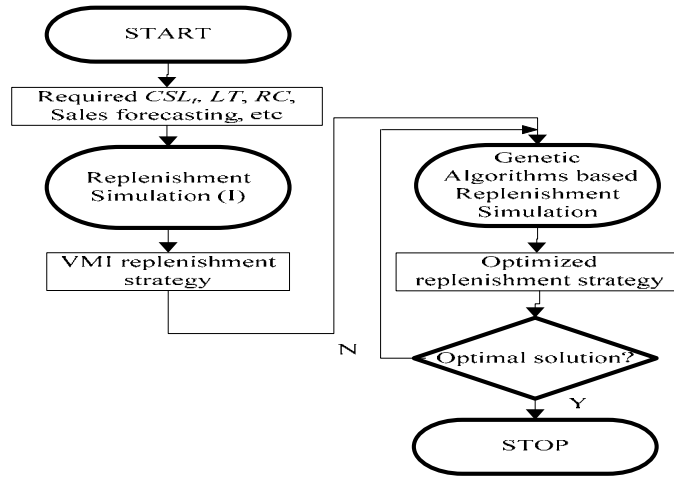 START
Required CSLₜ, LT, RC,
Sales forecasting, etc
Replenishment
Simulation (I)
VMI replenishment
strategy
Genetic
Algorithms based
Replenishment
Simulation
Optimized
replenishment strategy
Optimal solution?
N
Y
STOP